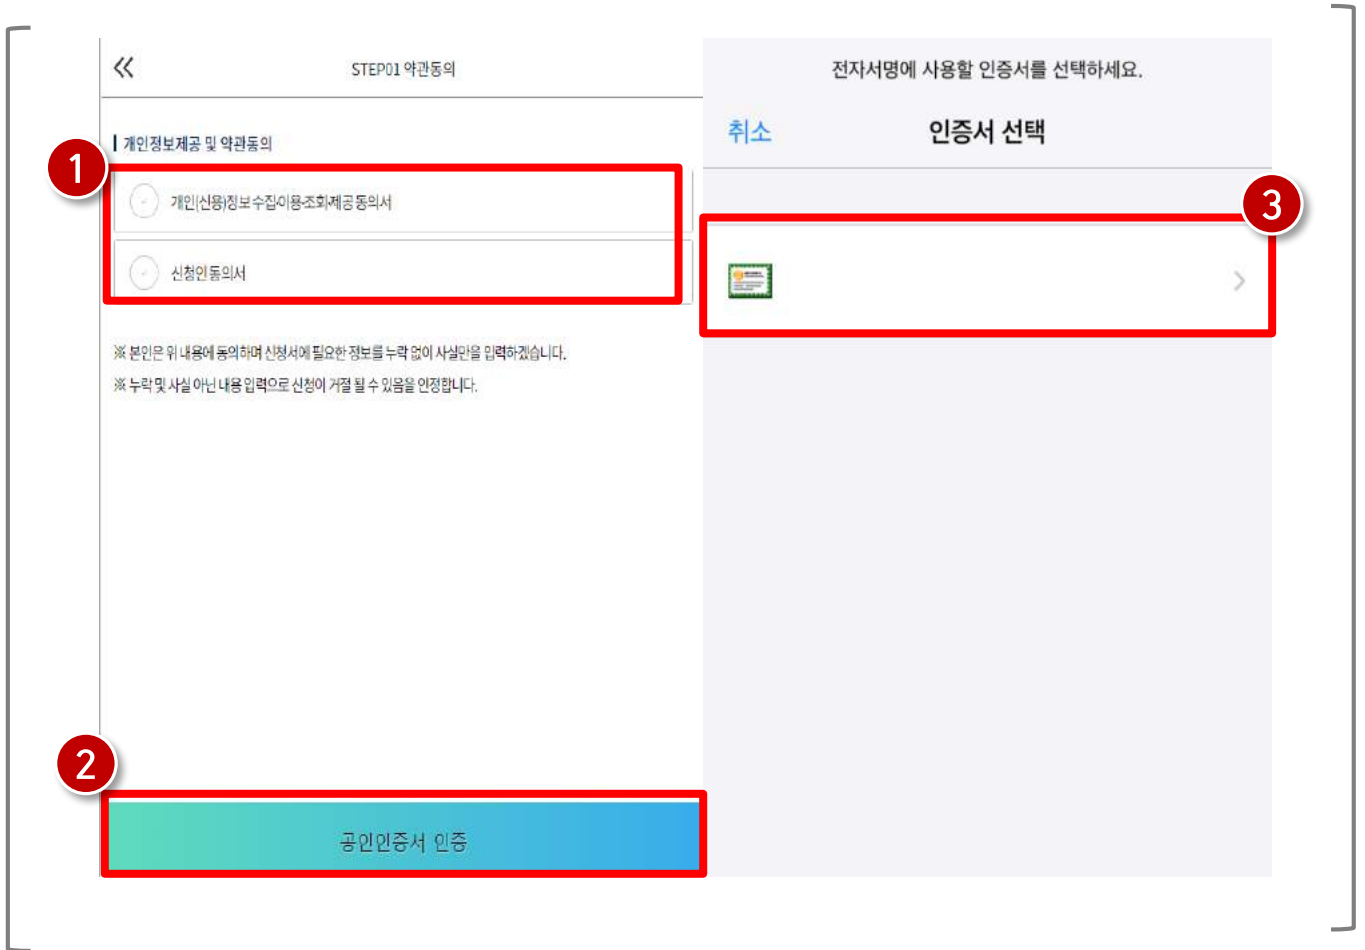 STEP01 약관동의
개인정보제공 및 약관동의
1
개인(신용)정보 수집·이용·조회·제공 동의서
신청인 동의서
※ 본인은 위 내용에 동의하며 신청서에 필요한 정보를 누락 없이 사실만을 입력하겠습니다.
※ 누락 및 사실 아닌 내용 입력으로 신청이 거절 될 수 있음을 인정합니다.
2
공인인증서 인증
전자서명에 사용할 인증서를 선택하세요.
취소
인증서 선택
3